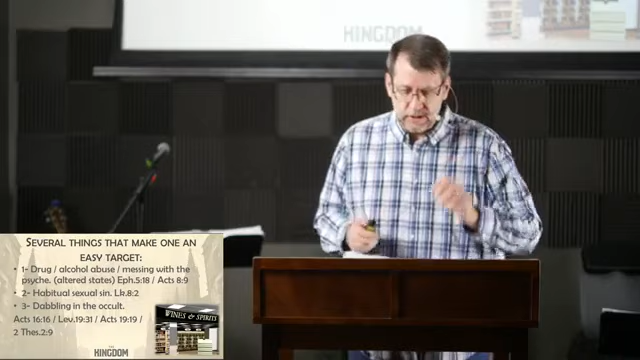 KINGDOM
SEVERAL THINGS THAT MAKE ONE AN
EASY TARGET:
• 1- Drug / alcohol abuse / messing with the
psyche. (altered states) Eph.5:18 / Acts 8:9
• 2- Habitual sexual sin. Lk.8:2
• 3- Dabbling in the occult.
Acts 16:16 / Lev.19:31 / Acts 19:19 /
2 Thes.2:9
WINES & SPIRITS
KINGDOM